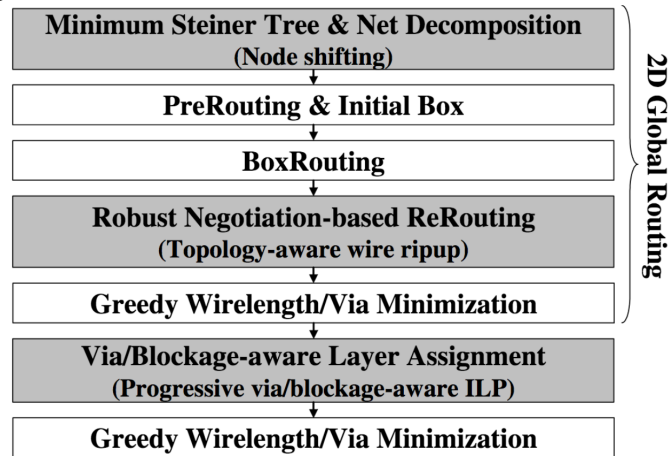 Minimum Steiner Tree & Net Decomposition
(Node shifting)
PreRouting & Initial Box
BoxRouting
Robust Negotiation-based ReRouting
(Topology-aware wire ripup)
Greedy Wirelength/Via Minimization
2D Global Routing
Via/Blockage-aware Layer Assignment
(Progressive via/blockage-aware ILP)
Greedy Wirelength/Via Minimization